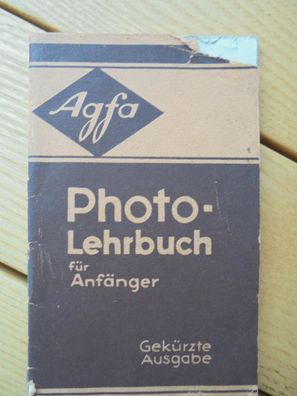 Agfa
Photo-
Lehrbuch
für
Anfänger
Gekürzte
Ausgabe